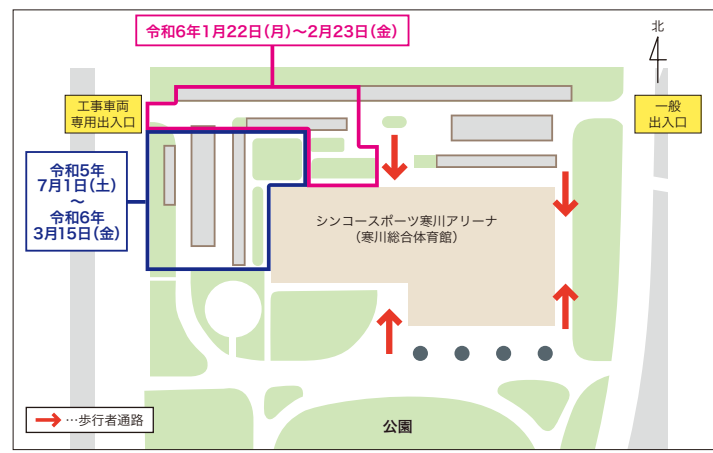 令和6年1月22日(月)～2月23日(金)
北
工事車両
専用出入口
一般
出入口
令和5年
7月1日(土)
～
令和6年
3月15日(金)
シンコースポーツ寒川アリーナ
(寒川総合体育館)
…歩行者通路
公園